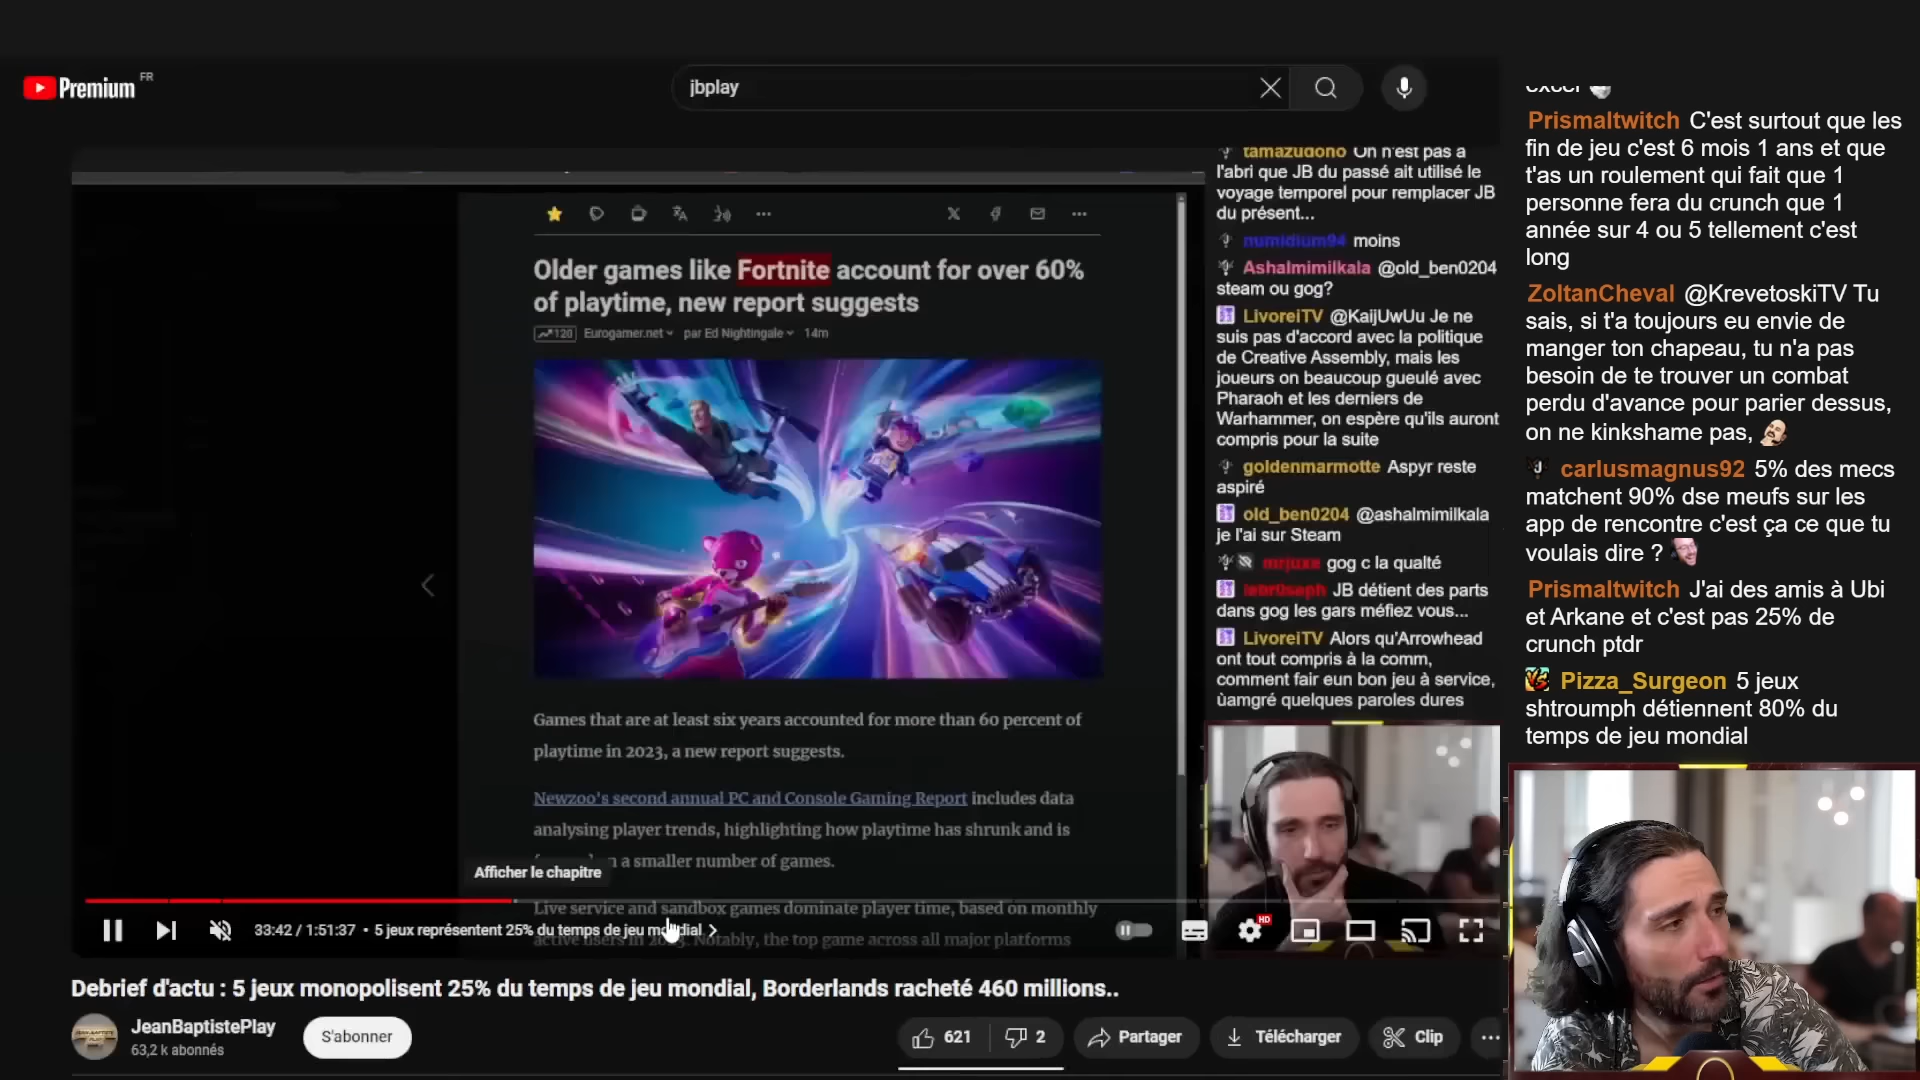 Premium FR
jbplay
Older games like Fortnite account for over 60%
of playtime, new report suggests
120 Eurogamer.net par Ed Nightingale 14m
Games that are at least six years accounted for more than 60 percent of
playtime in 2023, a new report suggests.
Newzoo's second annual PC and Console Gaming Report includes data
analysing player trends, highlighting how playtime has shrunk and is
n a smaller number of games.
Afficher le chapitre
Live service and sandbox games dominate player time, based on monthly
active users in 2023. Notably, the top game across all major platforms
33:42 / 1:51:37 • 5 jeux représentent 25% du temps de jeu mondial
HD
Debrief d'actu : 5 jeux monopolisent 25% du temps de jeu mondial, Borderlands racheté 460 millions..
JeanBaptistePlay
63,2 k abonnés
S'abonner
621
2
Partager
Télécharger
Clip
tamazudono On n'est pas à
l'abri que JB du passé ait utilisé le
voyage temporel pour remplacer JB
du présent...
numidium94 moins
Ashalmimilkala @old_ben0204
steam ou gog?
LivoreiTV @KaijUwUu Je ne
suis pas d'accord avec la politique
de Creative Assembly, mais les
joueurs on beaucoup gueulé avec
Pharaoh et les derniers de
Warhammer, on espère qu'ils auront
compris pour la suite
goldenmarmotte Aspyr reste
aspiré
old_ben0204 @ashalmimilkala
je l'ai sur Steam
mrjuxe gog c la qualté
JB détient des parts
dans gog les gars méfiez vous...
LivoreiTV Alors qu'Arrowhead
ont tout compris à la comm,
comment faire eun bon jeu à service,
ùamgré quelques paroles dures
excel
Prismaltwitch C'est surtout que les
fin de jeu c'est 6 mois 1 ans et que
t'as un roulement qui fait que 1
personne fera du crunch que 1
année sur 4 ou 5 tellement c'est
long
ZoltanCheval @KrevetoskiTV Tu
sais, si t'a toujours eu envie de
manger ton chapeau, tu n'a pas
besoin de te trouver un combat
perdu d'avance pour parier dessus,
on ne kinkshame pas,
carlusmagnus92 5% des mecs
matchent 90% dse meufs sur les
app de rencontre c'est ça ce que tu
voulais dire ?
Prismaltwitch J'ai des amis à Ubi
et Arkane et c'est pas 25% de
crunch ptdr
Pizza_Surgeon 5 jeux
shtroumph détiennent 80% du
temps de jeu mondial